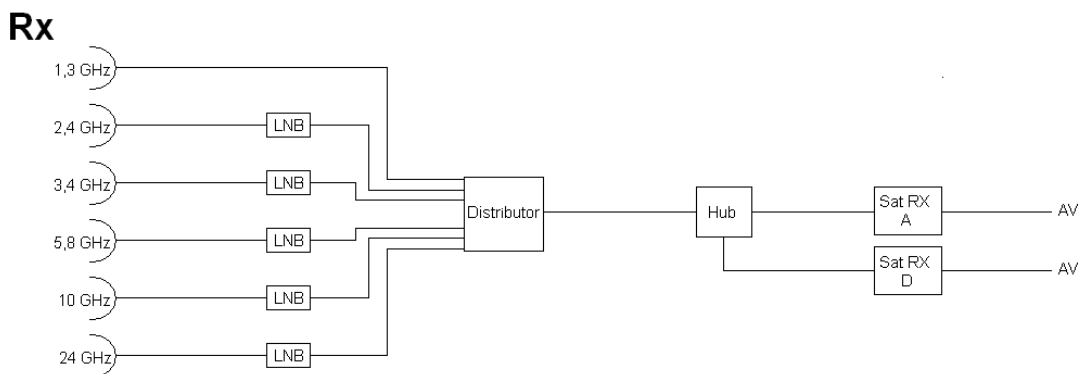 Rx
1,3 GHz
2,4 GHz
LNB
3,4 GHz
LNB
Distributor
Hub
Sat RX
A
AV
5,8 GHz
LNB
Sat RX
D
AV
10 GHz
LNB
24 GHz
LNB